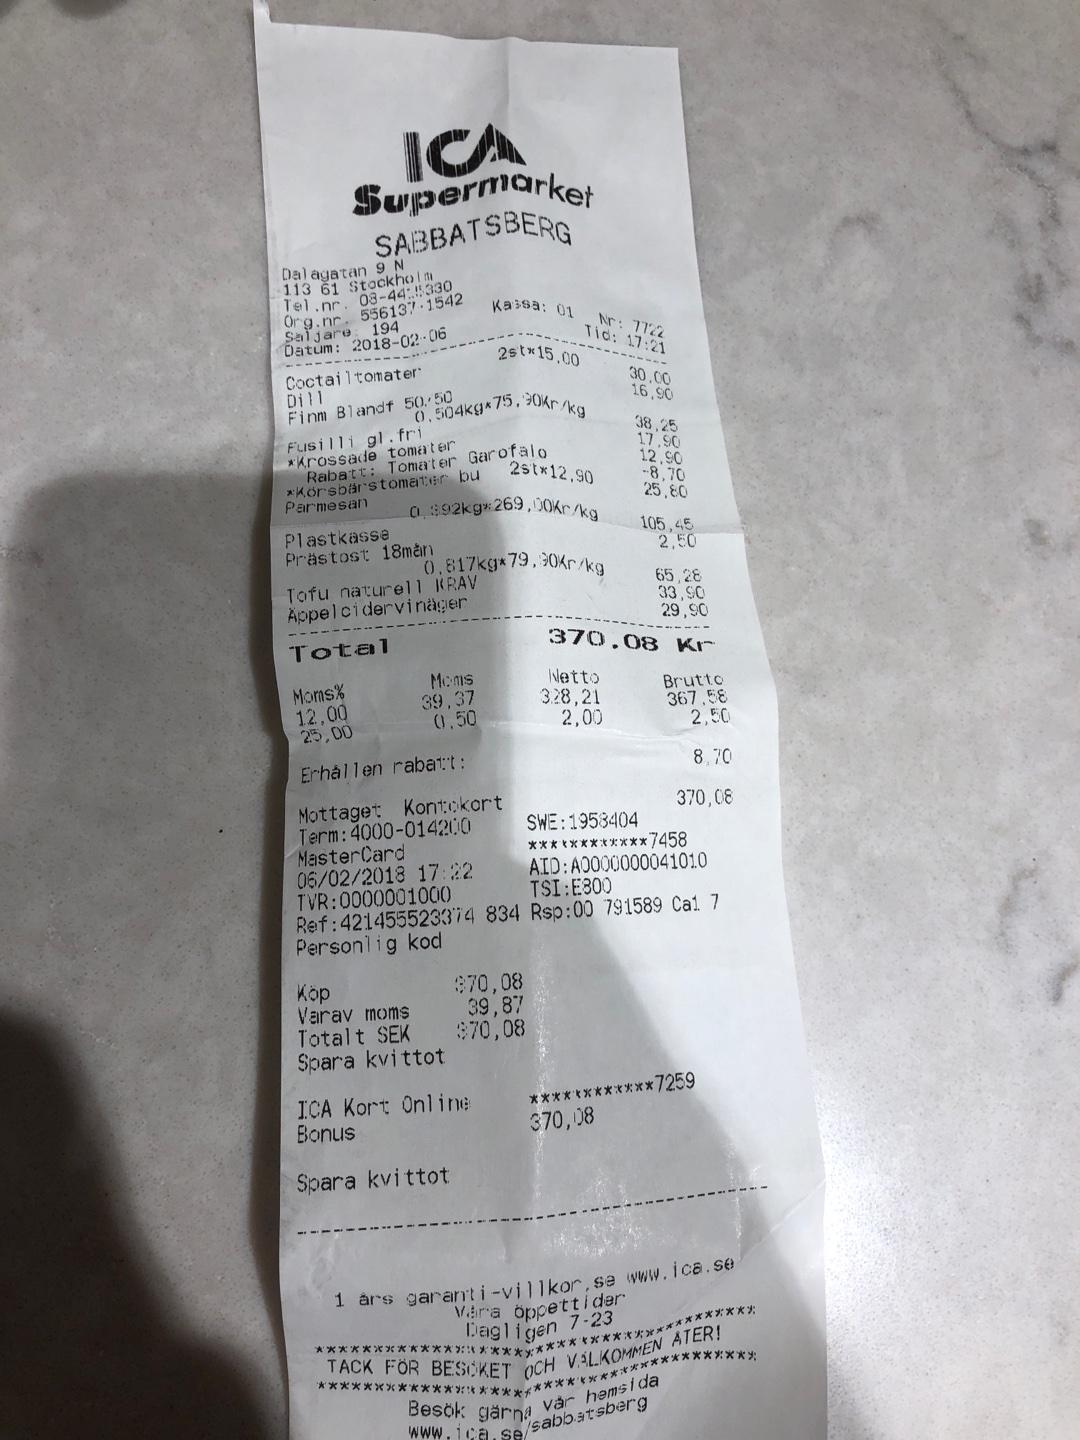 ICA
Supermarket
SABBATSBERG
Dalagatan 9 N
113 61 Stockholm
Tel.nr.
Org.nr. 556137-1542
Säljare: 194 Kassa: 01 Nr: 7722
Datum: 2018-02-06 Tid: 17:21
Coctailtomater 2st*15,00 30,00
Dill 16,90
Finm Blandf 50/50
0,504kg*75,90Kr/kg 38,25
Fusilli gl.fri 17,90
*Krossade tomater 12,90
Rabatt: Tomater Garofalo -8,70
*Körsbärstomater bu 2st*12,90 25,80
Parmesan
0,392kg*269,00Kr/kg 105,45
Plastkasse 2,50
Prästost 18mån
0,817kg*79,90Kr/kg 65,28
Tofu naturell KRAV 33,90
Äppelcidervinäger 29,90
Total 370.08 Kr
Moms% Moms Netto Brutto
12,00 39,37 328,21 367,58
25,00 0,50 2,00 2,50
Erhållen rabatt: 8,70
Mottaget Kontokort 370,08
Term:4000-014200 SWE:1958404
MasterCard ************7458
06/02/2018 17:22 AID:A0000000041010
TVR:0000001000 TSI:E800
Ref:421455523374 834 Rsp:00 791589 Ca1 7
Personlig kod
Köp 370,08
Varav moms 39,87
Totalt SEK 370,08
Spara kvittot
ICA Kort Online ************7259
Bonus 370,08
Spara kvittot
1 års garanti-villkor,se www.ica.se
Våra öppettider
Dagligen 7-23
****************************************
TACK FÖR BESÖKET OCH VÄLKOMMEN ÅTER!
****************************************
Besök gärna vår hemsida
www.ica.se/sabbatsberg